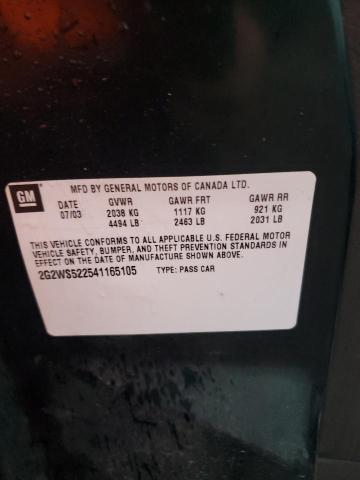 GM
MFD BY GENERAL MOTORS OF CANADA LTD.
DATE GVWR GAWR FRT GAWR RR
07/03 2038 KG 1117 KG 921 KG
4494 LB 2463 LB 2031 LB
THIS VEHICLE CONFORMS TO ALL APPLICABLE U.S. FEDERAL MOTOR
VEHICLE SAFETY, BUMPER, AND THEFT PREVENTION STANDARDS IN
EFFECT ON THE DATE OF MANUFACTURE SHOWN ABOVE.
2G2WS522541165105 TYPE: PASS CAR